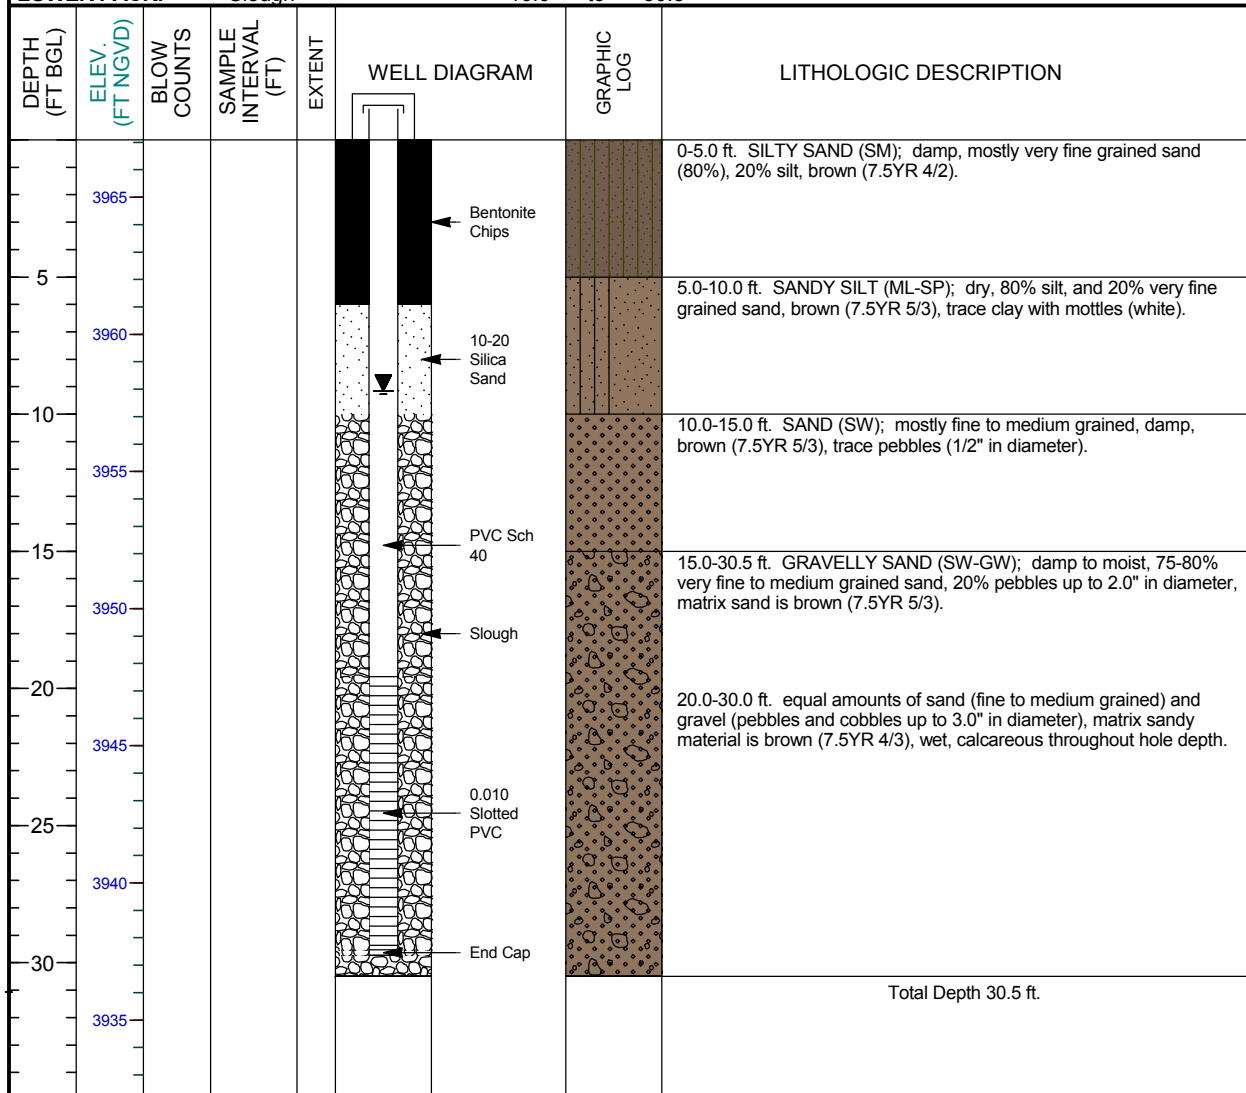 DEPTH (FT BGL)
ELEV. (FT NGVD)
BLOW COUNTS
SAMPLE INTERVAL (FT)
EXTENT
WELL DIAGRAM
GRAPHIC LOG
LITHOLOGIC DESCRIPTION
0-5.0 ft. SILTY SAND (SM); damp, mostly very fine grained sand
(80%), 20% silt, brown (7.5YR 4/2).
3965
Bentonite
Chips
5
5.0-10.0 ft. SANDY SILT (ML-SP); dry, 80% silt, and 20% very fine
grained sand, brown (7.5YR 5/3), trace clay with mottles (white).
3960
10-20
Silica
Sand
10
10.0-15.0 ft. SAND (SW); mostly fine to medium grained, damp,
brown (7.5YR 5/3), trace pebbles (1/2" in diameter).
3955
PVC Sch
40
15
15.0-30.5 ft. GRAVELLY SAND (SW-GW); damp to moist, 75-80%
very fine to medium grained sand, 20% pebbles up to 2.0" in diameter,
matrix sand is brown (7.5YR 5/3).
3950
Slough
20
20.0-30.0 ft. equal amounts of sand (fine to medium grained) and
gravel (pebbles and cobbles up to 3.0" in diameter), matrix sandy
material is brown (7.5YR 4/3), wet, calcareous throughout hole depth.
3945
0.010
Slotted
PVC
25
3940
End Cap
30
Total Depth 30.5 ft.
3935